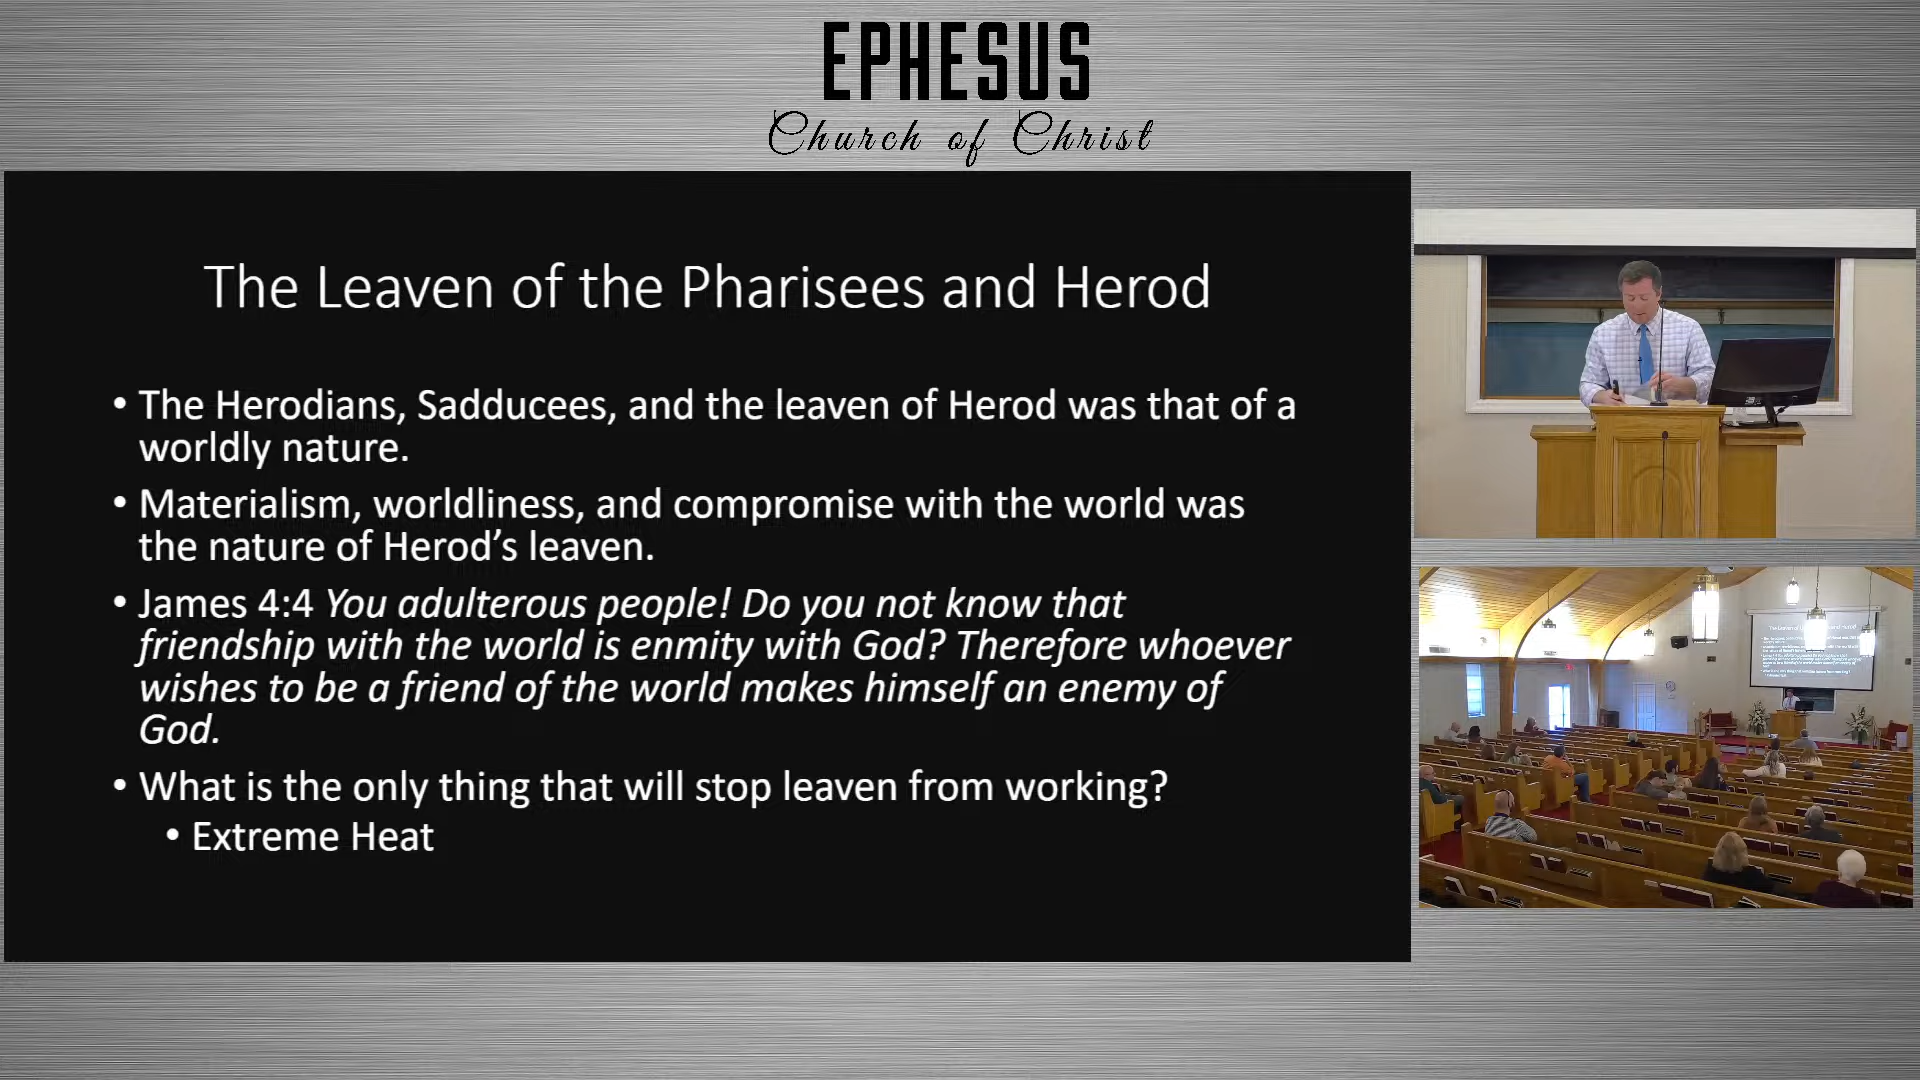 EPHESUS
Church of Christ
The Leaven of the Pharisees and Herod
• The Herodians, Sadducees, and the leaven of Herod was that of a
worldly nature.
• Materialism, worldliness, and compromise with the world was
the nature of Herod’s leaven.
• James 4:4 You adulterous people! Do you not know that
friendship with the world is enmity with God? Therefore whoever
wishes to be a friend of the world makes himself an enemy of
God.
• What is the only thing that will stop leaven from working?
• Extreme Heat